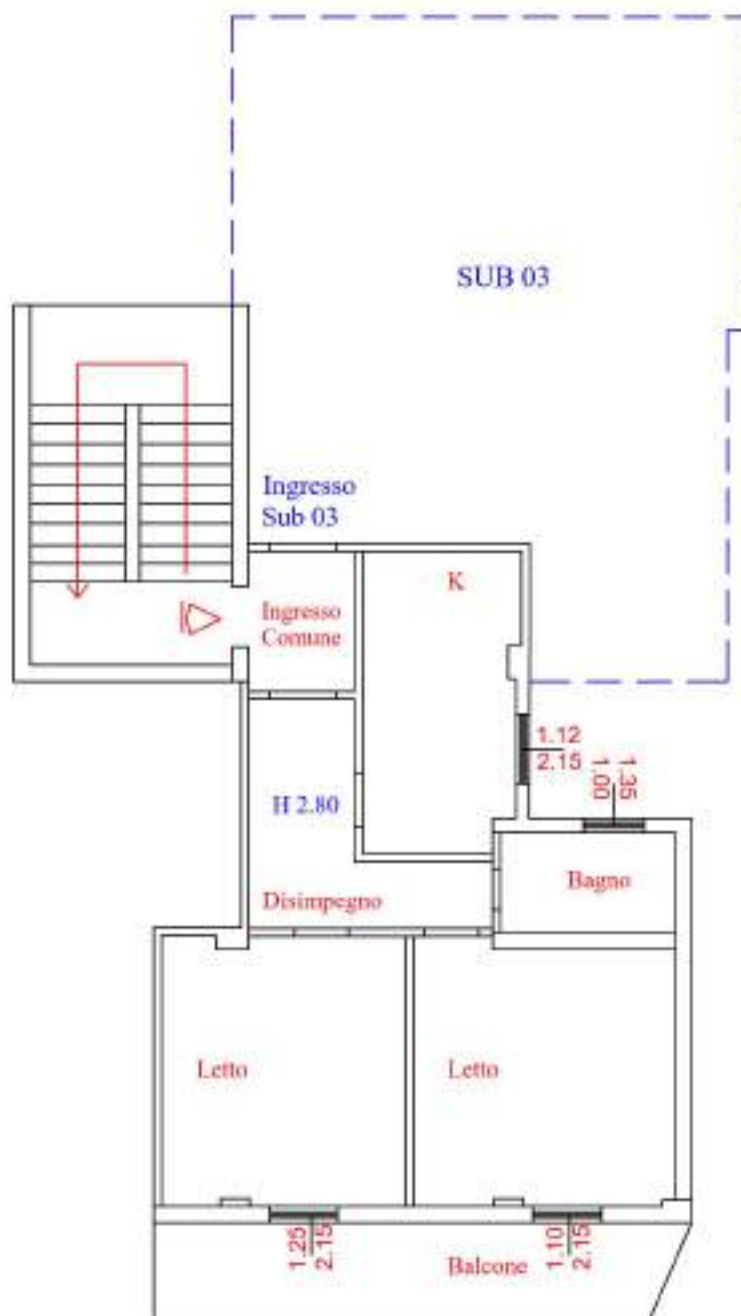 SUB 03
Ingresso
Sub 03
K
Ingresso
Comune
1.12
2.15
1.35
1.00
H 2.80
Bagno
Disimpegno
Letto
Letto
1.25
2.15
1.10
2.15
Balcone